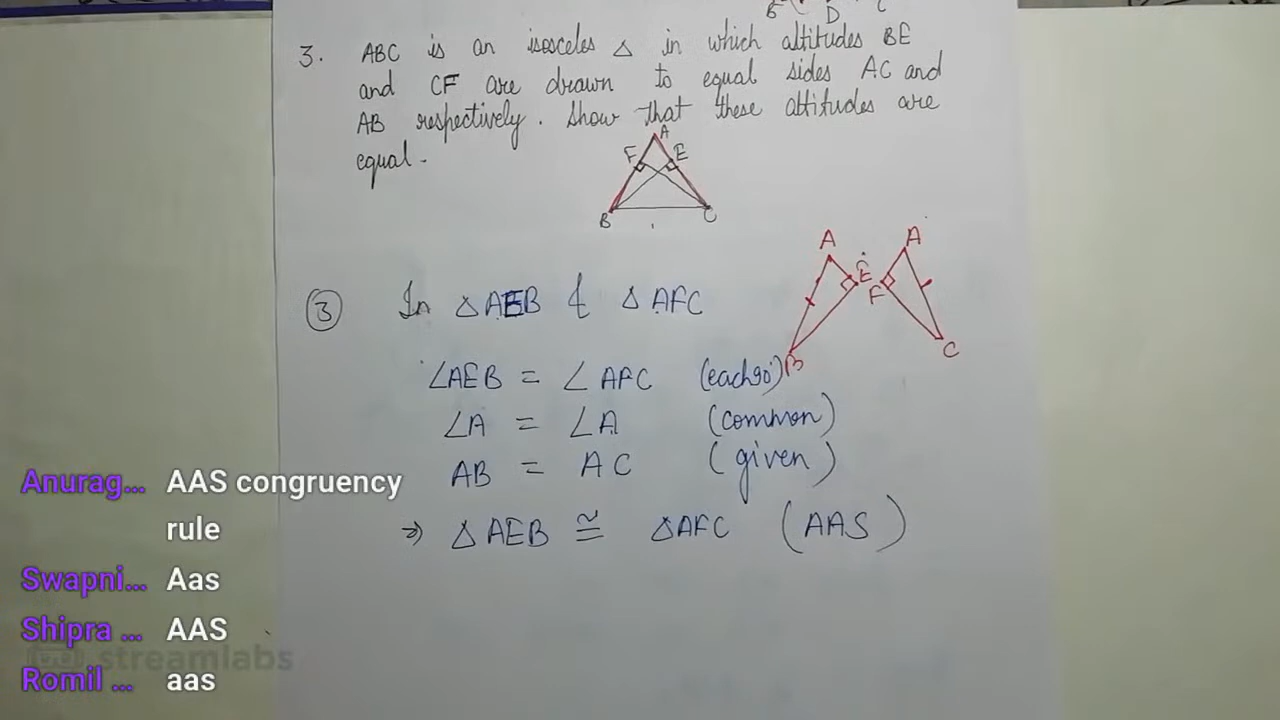 B D C
3. ABC is an isosceles △ in which altitudes BE
and CF are drawn to equal sides AC and
AB respectively. Show that these altitudes are
equal.
A
F E
B C
A A
E F
B C
③ In △AEB & △AFC
∠AEB = ∠AFC (each 90°)
∠A = ∠A (common)
AB = AC (given)
⇒ △AEB ≅ △AFC (AAS)
Anurag... AAS congruency
rule
Swapni... Aas
Shipra ... AAS
streamlabs
Romil ... aas